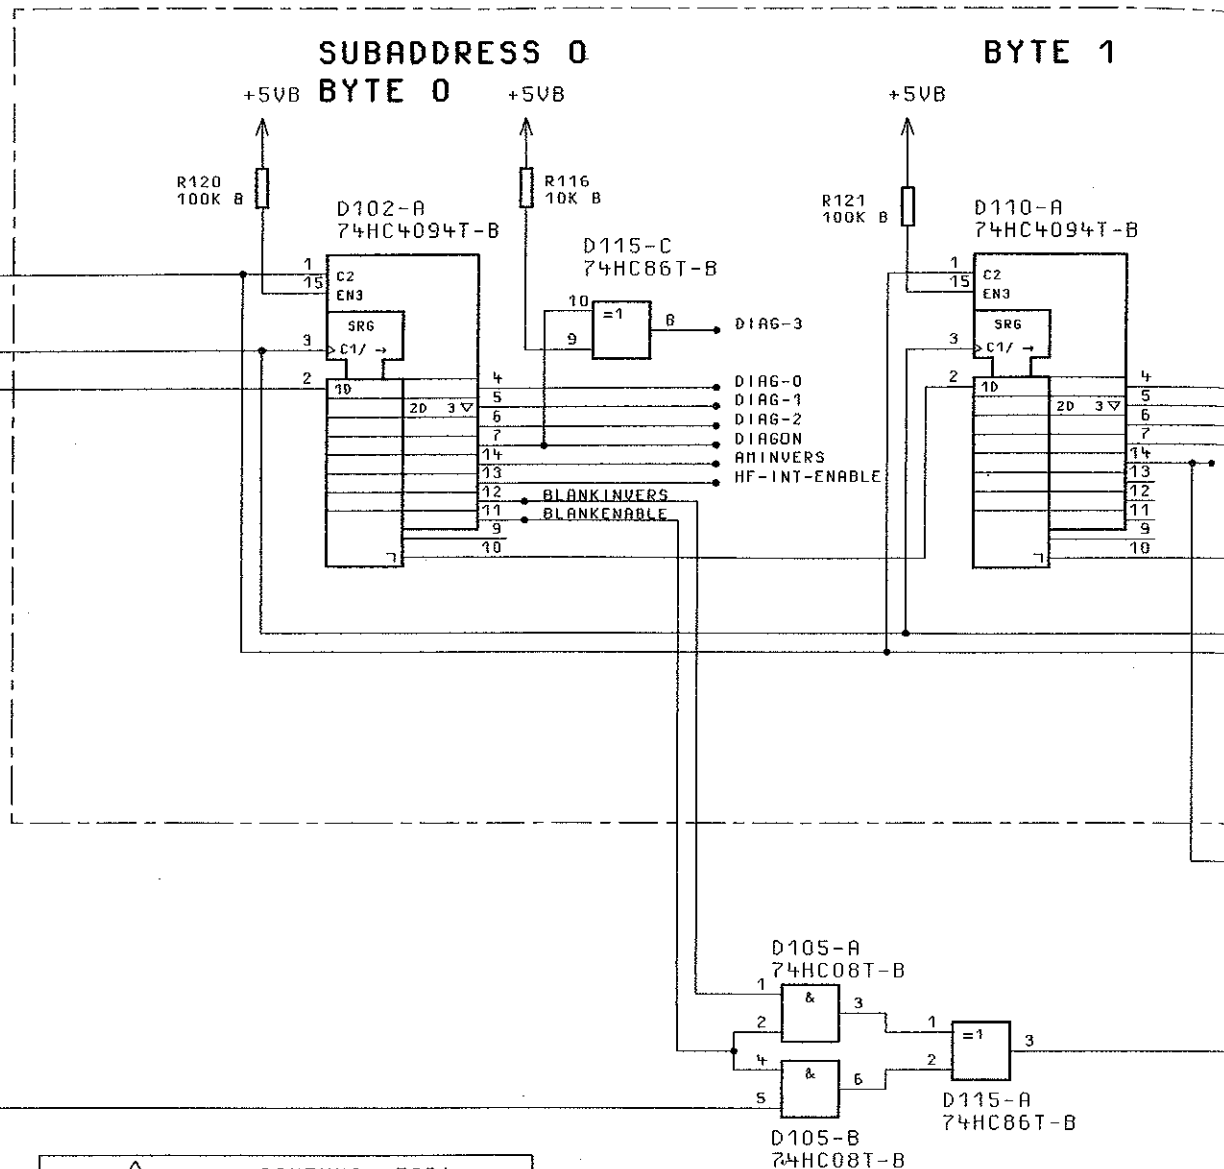 SUBADDRESS 0
BYTE 0
BYTE 1
+5VB
+5VB
+5VB
R120
100K B
R116
10K B
R121
100K B
D102-A
74HC4094T-B
D115-C
74HC86T-B
D110-A
74HC4094T-B
1
15
C2
EN3
SRG
3
C1/ →
2
1D
2D 3
4
5
6
7
14
13
12
11
9
10
10
9
=1
8
DIAG-3
DIAG-0
DIAG-1
DIAG-2
DIAGON
AMINVERS
HF-INT-ENABLE
BLANKINVERS
BLANKENABLE
1
15
C2
EN3
SRG
3
C1/ →
2
1D
2D 3
4
5
6
7
14
13
12
11
9
10
D105-A
74HC08T-B
1
2
&
3
4
5
&
6
D105-B
74HC08T-B
1
2
=1
3
D115-A
74HC86T-B